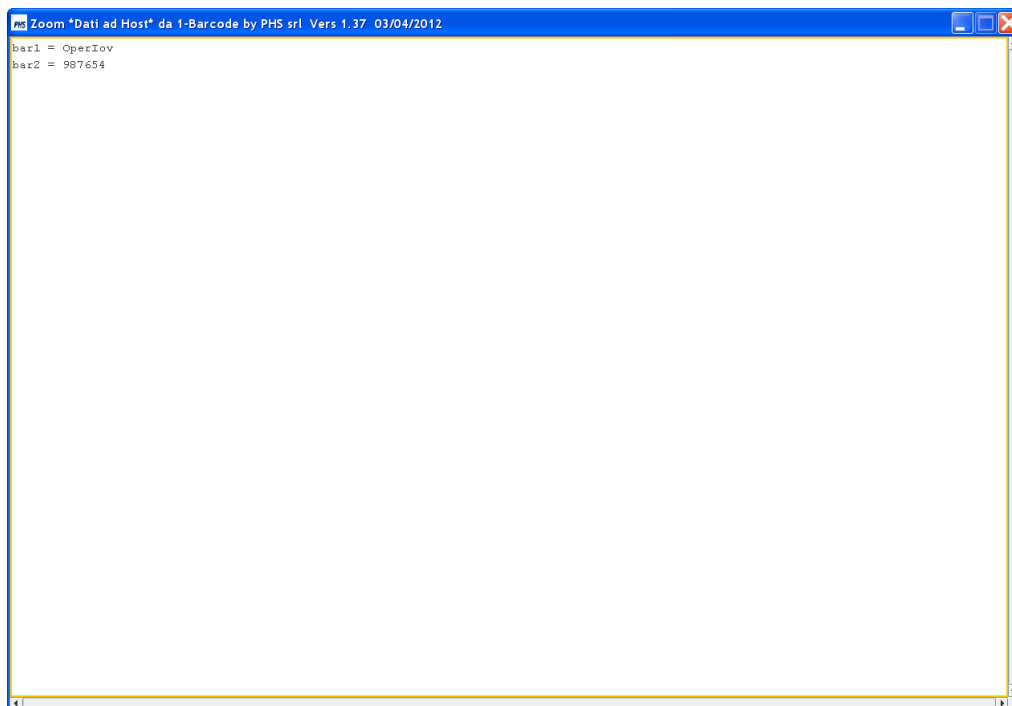 PHS Zoom *Dati ad Host* da 1-Barcode by PHS srl Vers 1.37 03/04/2012
bar1 = OperIov
bar2 = 987654